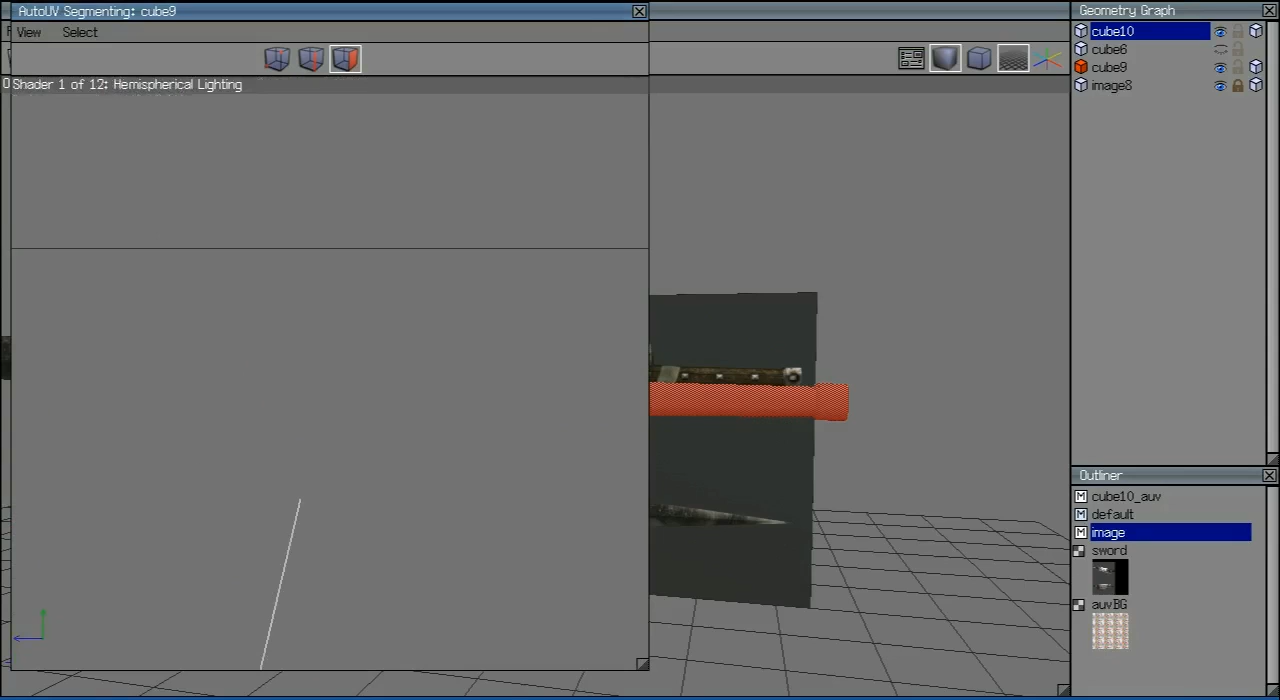 AutoUV Segmenting: cube9
View Select
Shader 1 of 12: Hemispherical Lighting
Geometry Graph
cube10
cube6
cube9
image8
Outliner
M cube10_auv
M default
M image
sword
auvBG